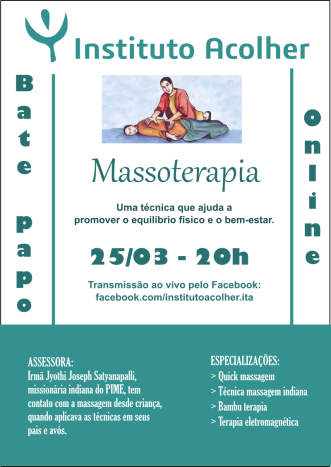 Instituto Acolher
Bate papo
Online
Massoterapia
Uma técnica que ajuda a
promover o equilíbrio físico e o bem-estar.
25/03 - 20h
Transmissão ao vivo pelo Facebook:
facebook.com/institutoacolher.ita
ASSESSORA:
Irmã Jyothi Joseph Satyanapalli,
missionária indiana do PIME, tem
contato com a massagem desde criança,
quando aplicava as técnicas em seus
pais e avós.
ESPECIALIZAÇÕES:
> Quick massagem
> Técnica massagem indiana
> Bambu terapia
> Terapia eletromagnética